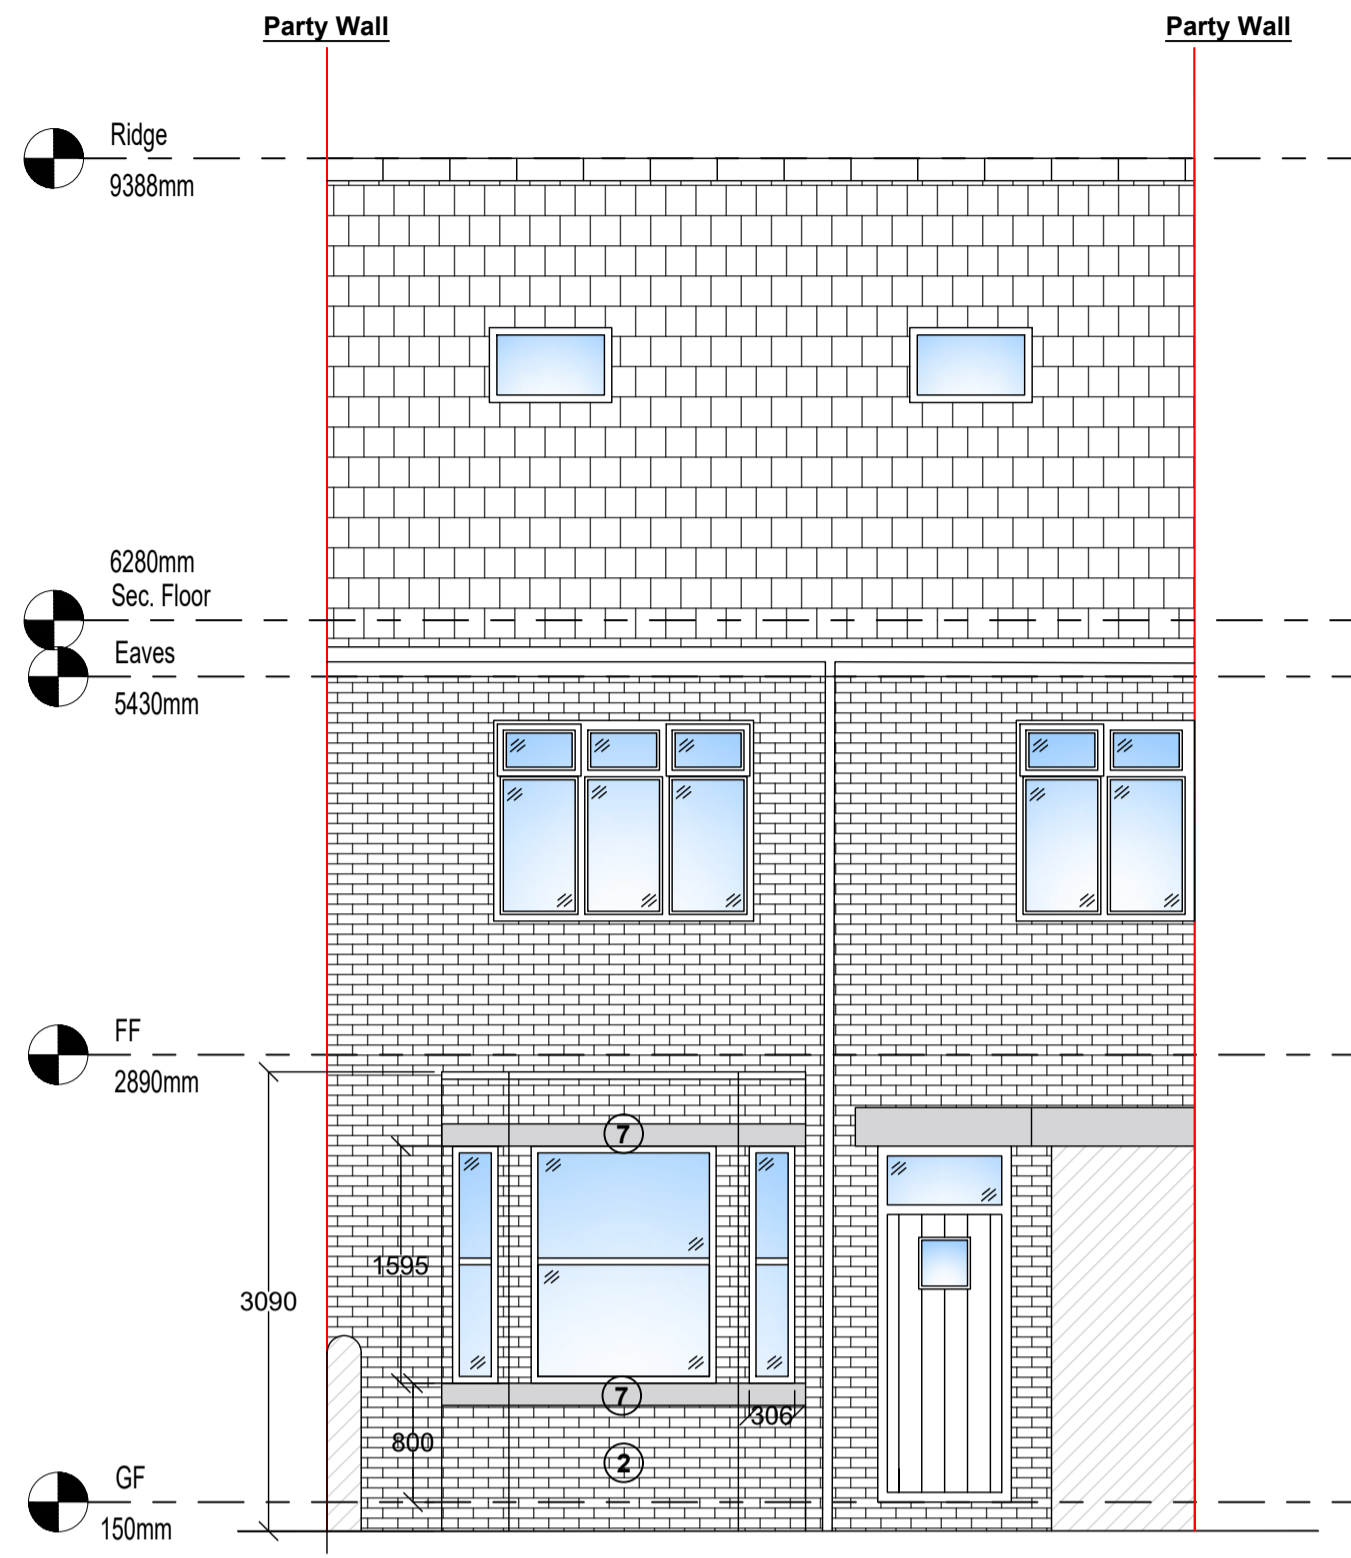 Party Wall
Party Wall
Ridge
9388mm
6280mm
Sec. Floor
Eaves
5430mm
FF
2890mm
7
1595
3090
7
306
800
2
GF
150mm